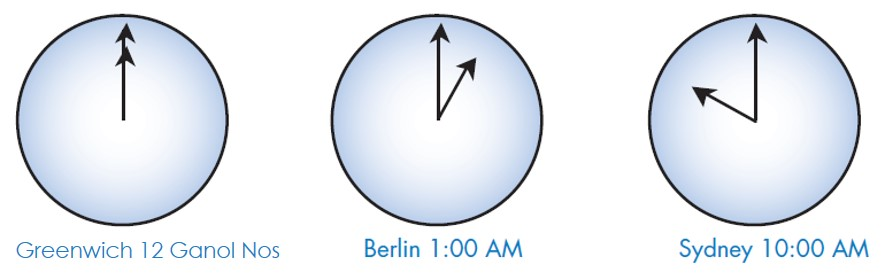 Greenwich 12 Ganol Nos
Berlin 1:00 AM
Sydney 10:00 AM